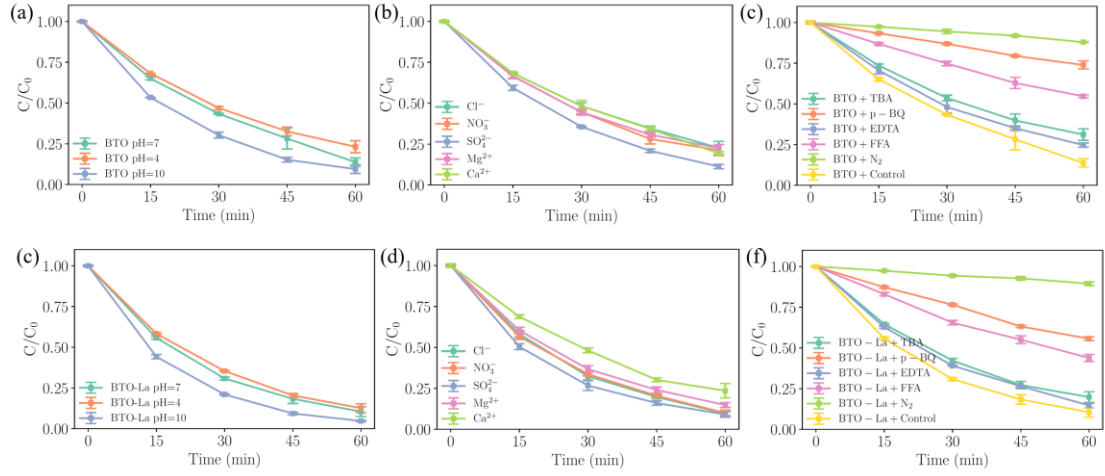 (a)
1.00
0.75
0.50
0.25
0.00
C/C₀
BTO pH=7
BTO pH=4
BTO pH=10
0 15 30 45 60
Time (min)
(b)
1.00
0.75
0.50
0.25
0.00
C/C₀
Cl⁻
NO₃⁻
SO₄²⁻
Mg²⁺
Ca²⁺
0 15 30 45 60
Time (min)
(c)
1.00
0.75
0.50
0.25
0.00
C/C₀
BTO + TBA
BTO + p − BQ
BTO + EDTA
BTO + FFA
BTO + N₂
BTO + Control
0 15 30 45 60
Time (min)
(c)
1.00
0.75
0.50
0.25
0.00
C/C₀
BTO-La pH=7
BTO-La pH=4
BTO-La pH=10
0 15 30 45 60
Time (min)
(d)
1.00
0.75
0.50
0.25
0.00
C/C₀
Cl⁻
NO₃⁻
SO₄²⁻
Mg²⁺
Ca²⁺
0 15 30 45 60
Time (min)
(f)
1.00
0.75
0.50
0.25
0.00
C/C₀
BTO − La + TBA
BTO − La + p − BQ
BTO − La + EDTA
BTO − La + FFA
BTO − La + N₂
BTO − La + Control
0 15 30 45 60
Time (min)